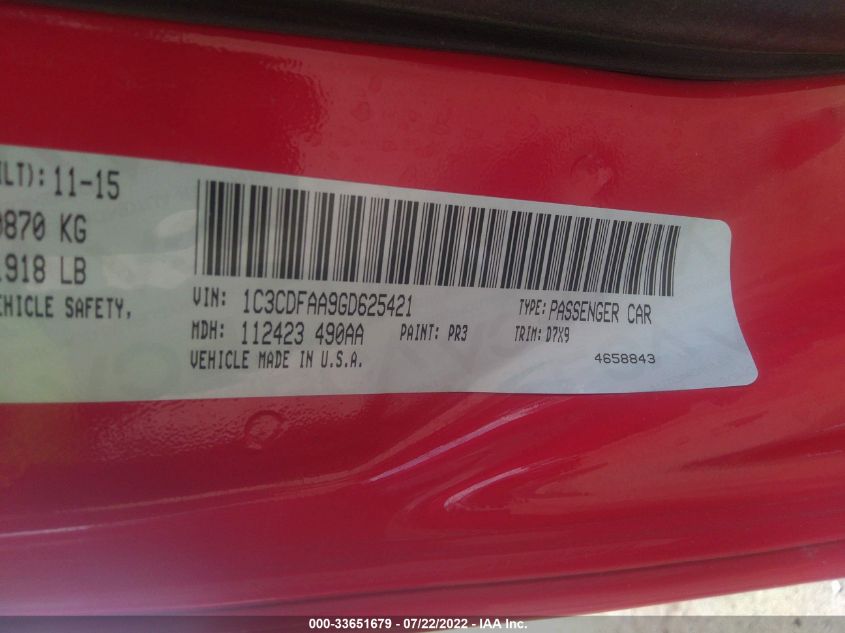 ILT): 11-15
870 KG
918 LB
EHICLE SAFETY,
VIN: 1C3CDFAA9GD625421
TYPE: PASSENGER CAR
MDH: 112423 490AA
PAINT: PR3
TRIM: D7X9
VEHICLE MADE IN U.S.A.
4658843
000-33651679 - 07/22/2022 - IAA Inc.